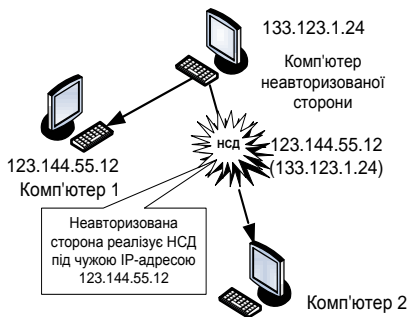 133.123.1.24
Комп'ютер
неавторизованої
сторони
123.144.55.12
Комп'ютер 1
НСД
123.144.55.12
(133.123.1.24)
Неавторизована
сторона реалізує НСД
під чужою IP-адресою
123.144.55.12
Комп'ютер 2